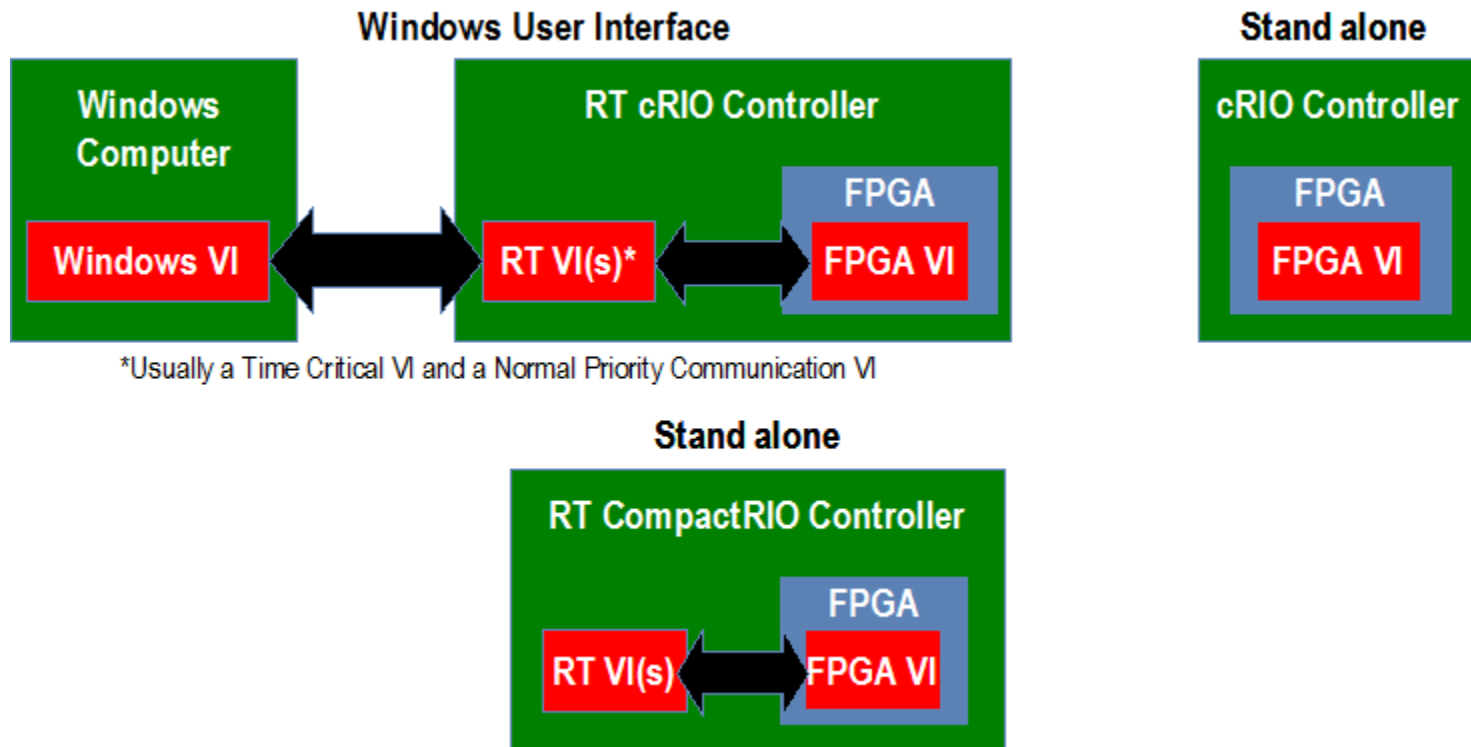 Windows User Interface
Windows
Computer
Windows VI
RT cRIO Controller
RT VI(s)*
FPGA
FPGA VI
*Usually a Time Critical VI and a Normal Priority Communication VI
Stand alone
cRIO Controller
FPGA
FPGA VI
Stand alone
RT CompactRIO Controller
FPGA
RT VI(s)
FPGA VI